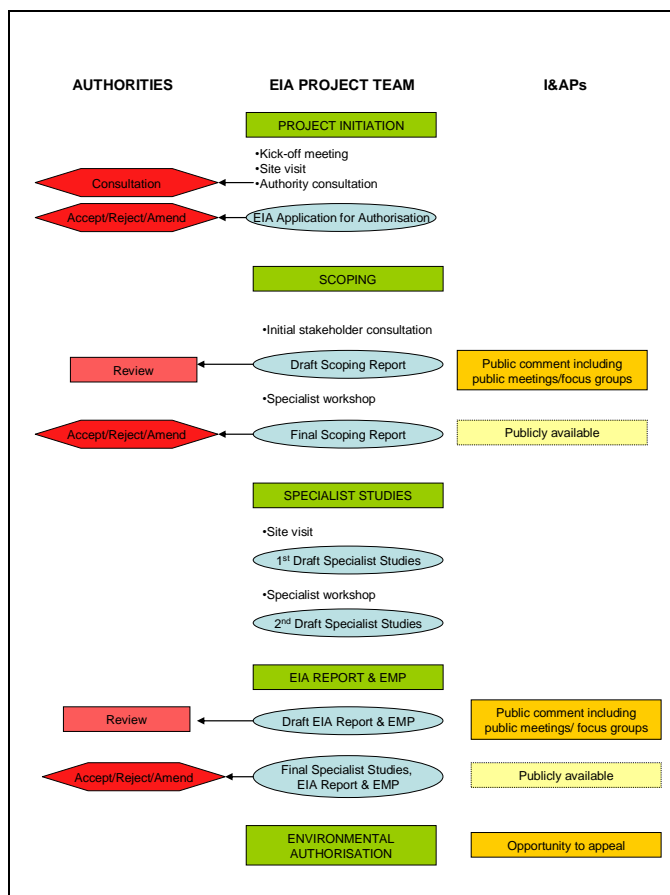 AUTHORITIES EIA PROJECT TEAM I&APs
PROJECT INITIATION
•Kick-off meeting
•Site visit
•Authority consultation
Consultation
Accept/Reject/Amend EIA Application for Authorisation
SCOPING
•Initial stakeholder consultation
Review Draft Scoping Report Public comment including
public meetings/focus groups
•Specialist workshop
Accept/Reject/Amend Final Scoping Report Publicly available
SPECIALIST STUDIES
•Site visit
1st Draft Specialist Studies
•Specialist workshop
2nd Draft Specialist Studies
EIA REPORT & EMP
Review Draft EIA Report & EMP Public comment including
public meetings/ focus groups
Accept/Reject/Amend Final Specialist Studies, Publicly available
EIA Report & EMP
ENVIRONMENTAL Opportunity to appeal
AUTHORISATION